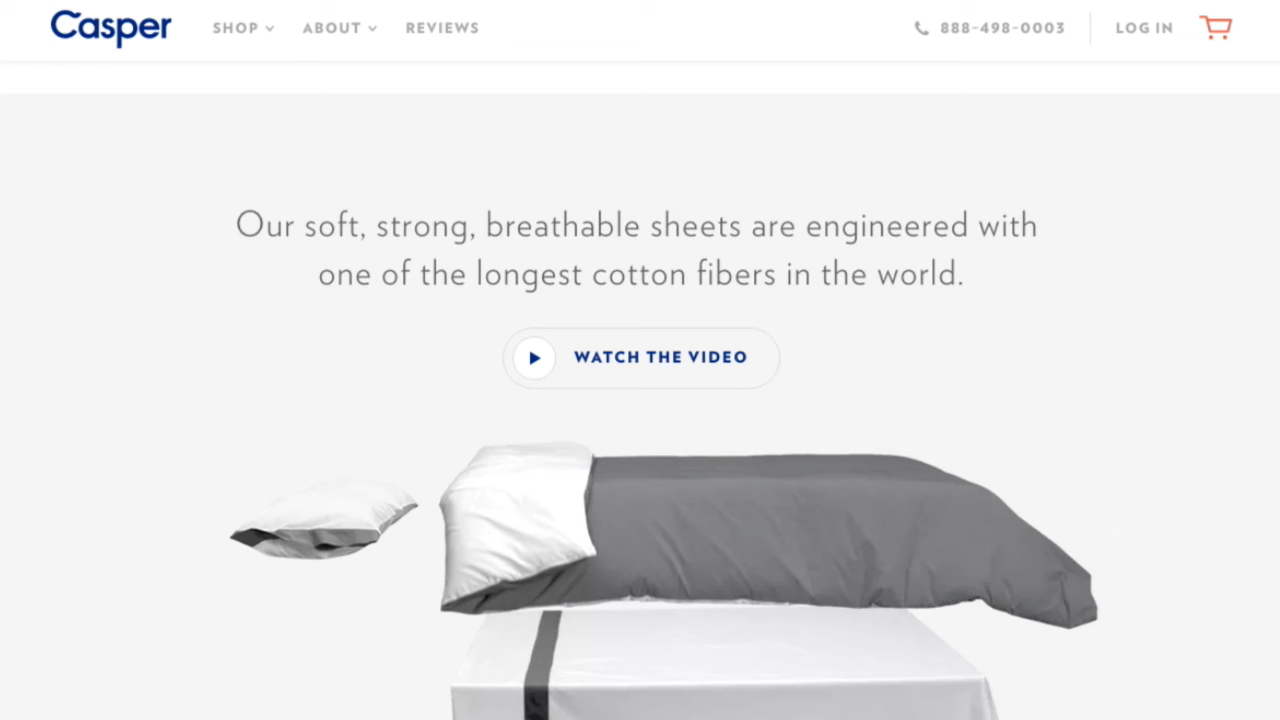 Casper
SHOP ABOUT REVIEWS
888-498-0003
LOG IN
Our soft, strong, breathable sheets are engineered with
one of the longest cotton fibers in the world.
WATCH THE VIDEO